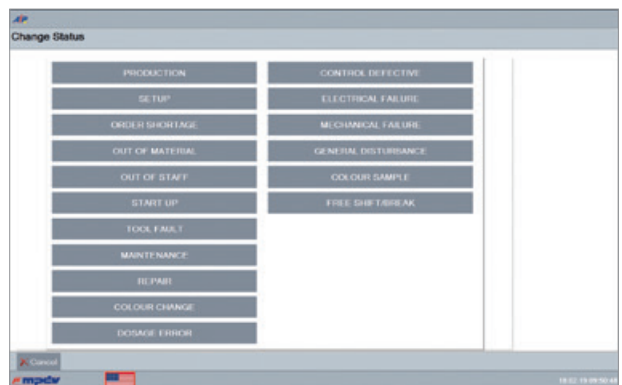 Change Status
PRODUCTION
SETUP
ORDER SHORTAGE
OUT OF MATERIAL
OUT OF STAFF
START UP
TOOL FAULT
MAINTENANCE
REPAIR
COLOUR CHANGE
DOSAGE ERROR
CONTROL DEFECTIVE
ELECTRICAL FAILURE
MECHANICAL FAILURE
GENERAL DISTURBANCE
COLOUR SAMPLE
FREE SHIFT/BREAK
Cancel
mpdv